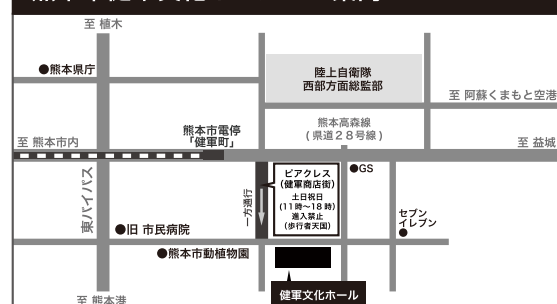 至 植木
●熊本県庁
陸上自衛隊
西部方面総監部
至 阿蘇くまもと空港
熊本市電停
「健軍町」
熊本高森線
(県道28号線)
至 熊本市内
至 益城
ピアクレス
(健軍商店街)
土日祝日
(11時〜18時)
進入禁止
(歩行者天国)
●GS
一方通行
東バイパス
セブン
イレブン
●旧 市民病院
●熊本市動植物園
健軍文化ホール
至 熊本港